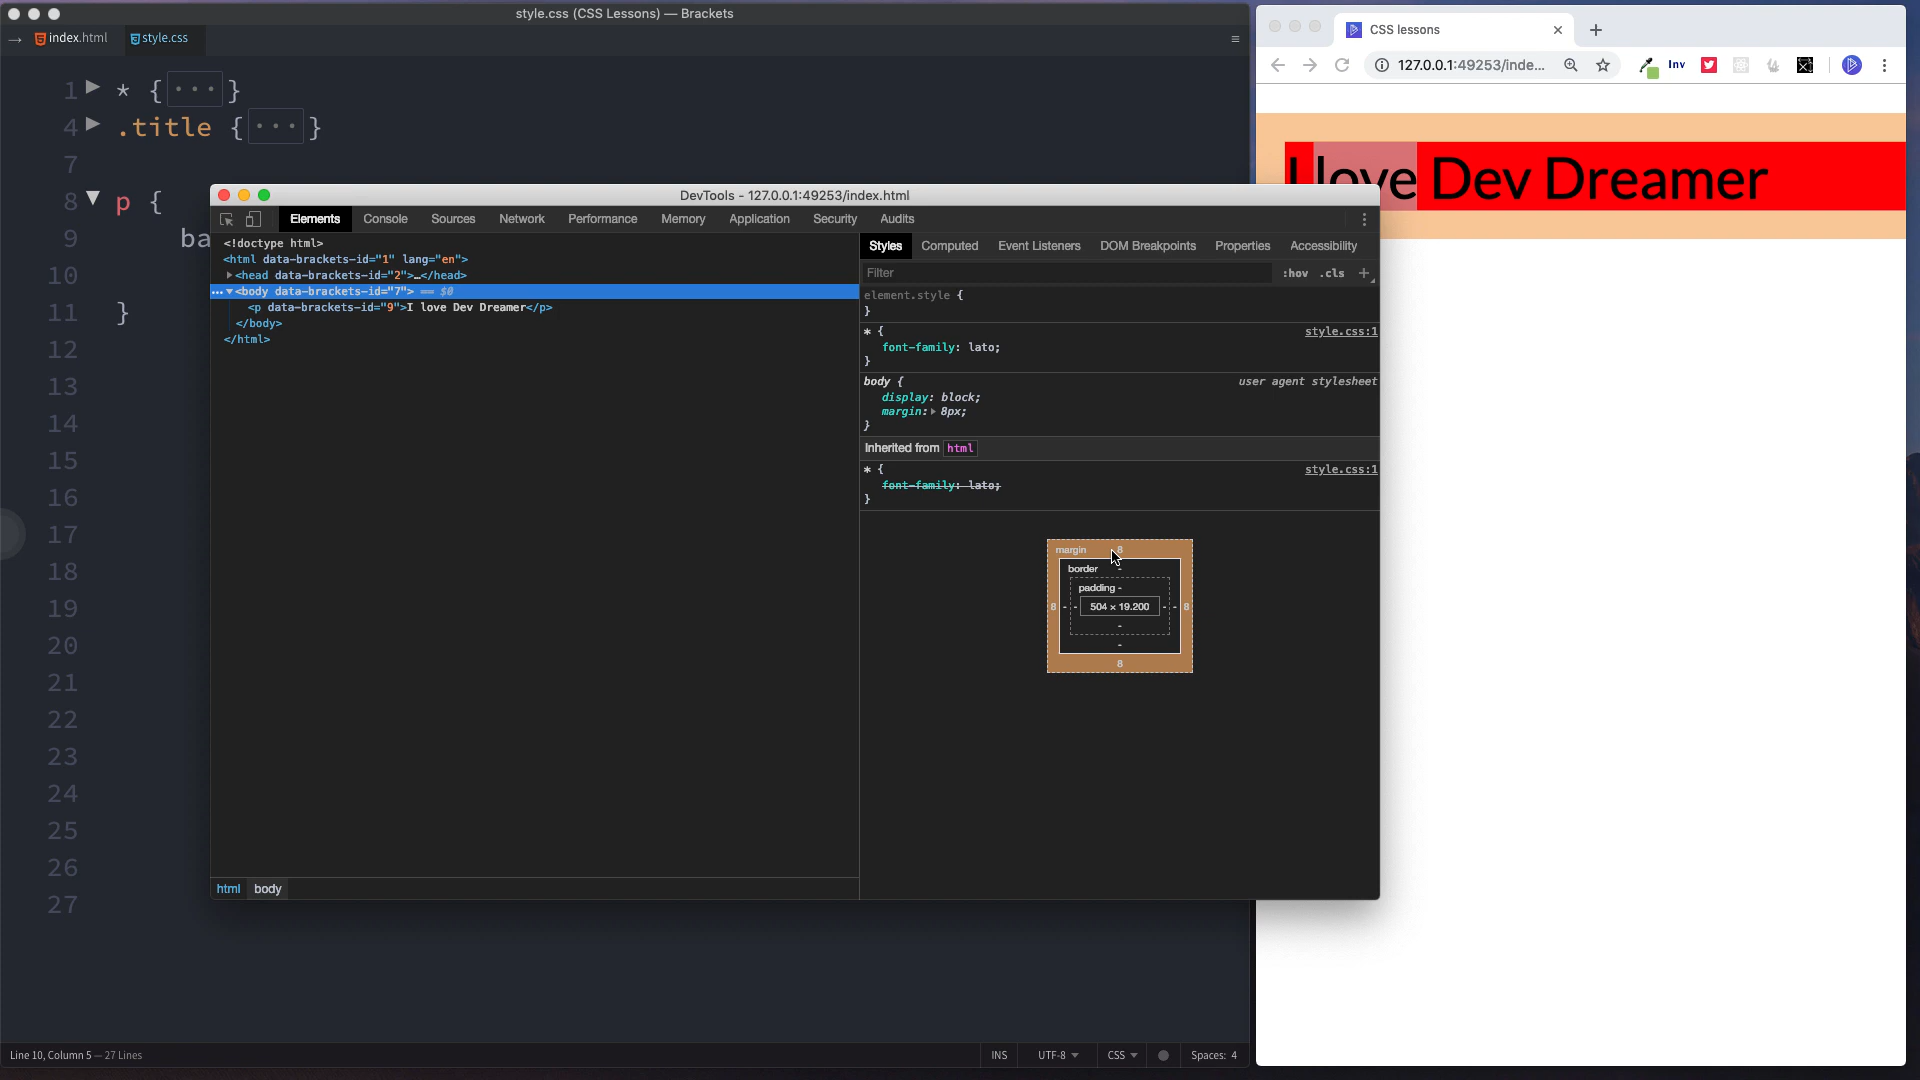 style.css (CSS Lessons) — Brackets
index.html
style.css
1 * {...}
4 .title {...}
7
8 p {
9 ba
10
11 }
12
13
14
15
16
17
18
19
20
21
22
23
24
25
26
27
Line 10, Column 5 — 27 Lines
INS
UTF-8
CSS
Spaces: 4
DevTools - 127.0.0.1:49253/index.html
Elements Console Sources Network Performance Memory Application Security Audits
<!doctype html>
<html data-brackets-id="1" lang="en">
<head data-brackets-id="2">…</head>
<body data-brackets-id="7"> == $0
<p data-brackets-id="9">I love Dev Dreamer</p>
</body>
</html>
html body
Styles Computed Event Listeners DOM Breakpoints Properties Accessibility
Filter :hov .cls +
element.style {
}
* { style.css:1
font-family: lato;
}
body { user agent stylesheet
display: block;
margin: 8px;
}
Inherited from html
* { style.css:1
font-family: lato;
}
margin 8
border -
padding -
8 - - 504 × 19.200 - - 8
-
-
8
CSS lessons
127.0.0.1:49253/inde...
Inv
I love Dev Dreamer